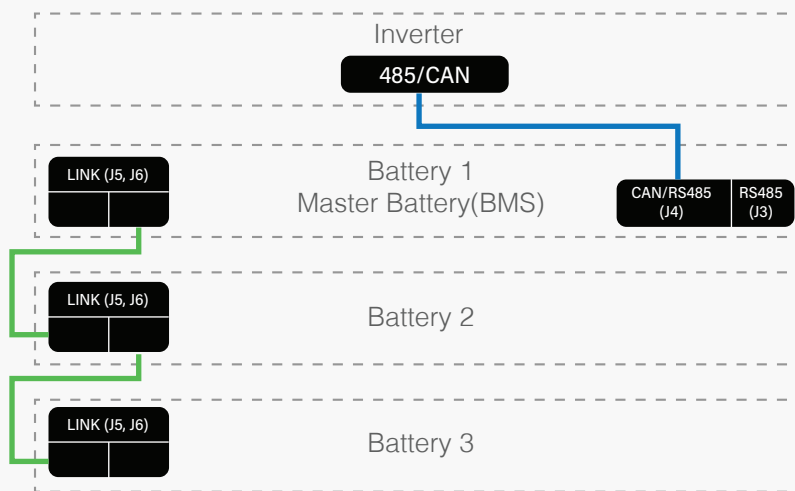 Inverter
485/CAN
LINK (J5, J6)
Battery 1
Master Battery(BMS)
CAN/RS485
(J4)
RS485
(J3)
LINK (J5, J6)
Battery 2
LINK (J5, J6)
Battery 3